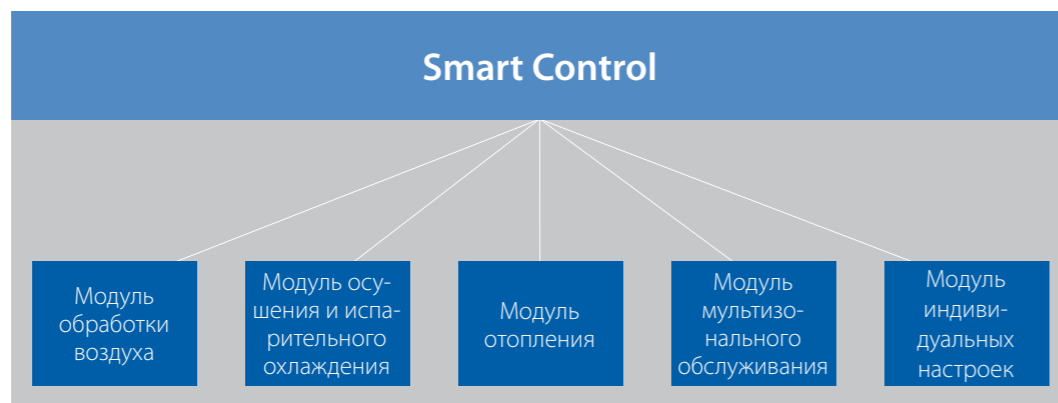 Smart Control
Модуль
обработки
воздуха
Модуль осу-
шения и испа-
рительного
охлаждения
Модуль
отопления
Модуль
мультизо-
нального
обслуживания
Модуль
индиви-
дуальных
настроек